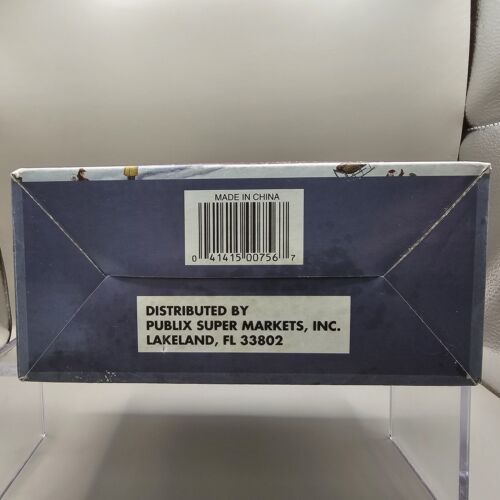 MADE IN CHINA
0 41415 00756 7
DISTRIBUTED BY
PUBLIX SUPER MARKETS, INC.
LAKELAND, FL 33802